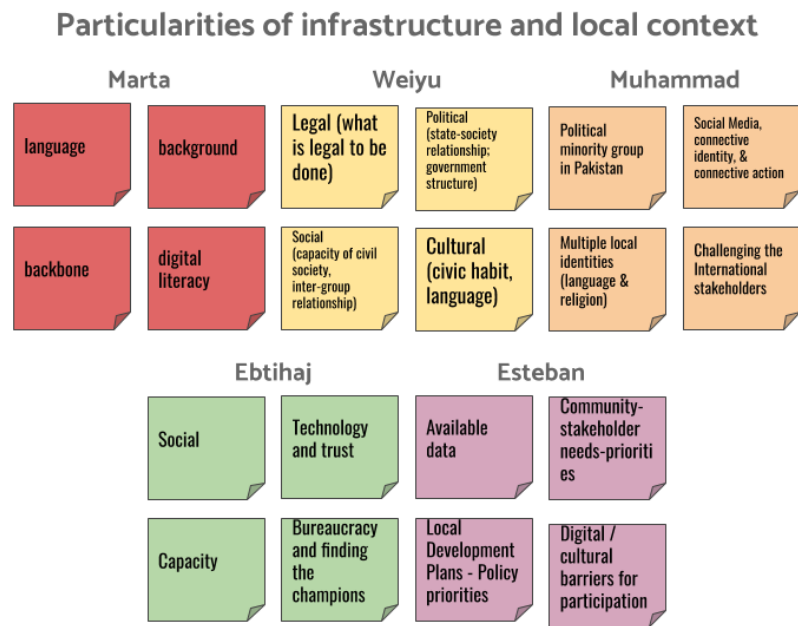 Particularities of infrastructure and local context
Marta
Weiyu
Muhammad
language
background
Legal (what
is legal to be
done)
Political
(state-society
relationship;
government
structure)
Political
minority group
in Pakistan
Social Media,
connective
identity, &
connective action
backbone
digital
literacy
Social
(capacity of civil
society,
inter-group
relationship)
Cultural
(civic habit,
language)
Multiple local
identities
(language &
religion)
Challenging the
International
stakeholders
Ebtihaj
Esteban
Social
Technology
and trust
Available
data
Community-
stakeholder
needs-prioriti
es
Capacity
Bureaucracy
and finding
the
champions
Local
Development
Plans - Policy
priorities
Digital /
cultural
barriers for
participation